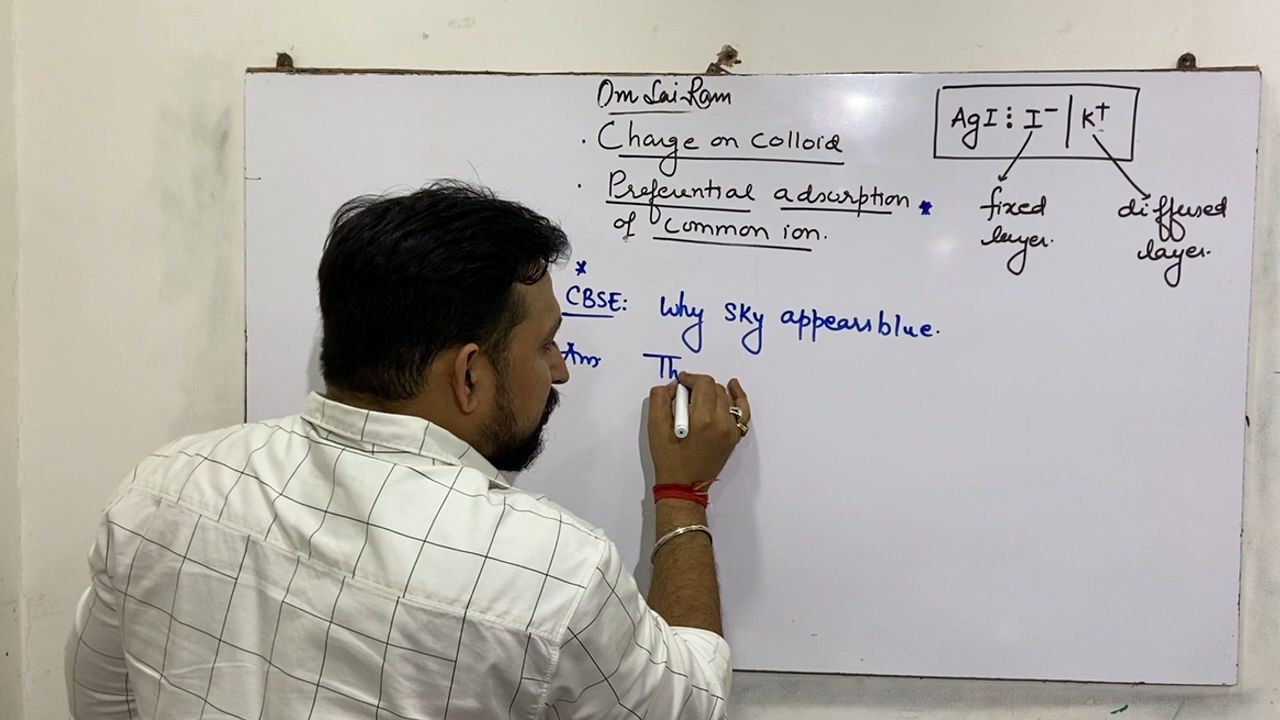 Om Sai Ram
· Charge on Colloid
· Preferential adsorption *
of common ion.
AgI ⋮ I⁻ | K⁺
fixed layer.
diffused layer.
*
CBSE: Why Sky appears blue.
Ans Th